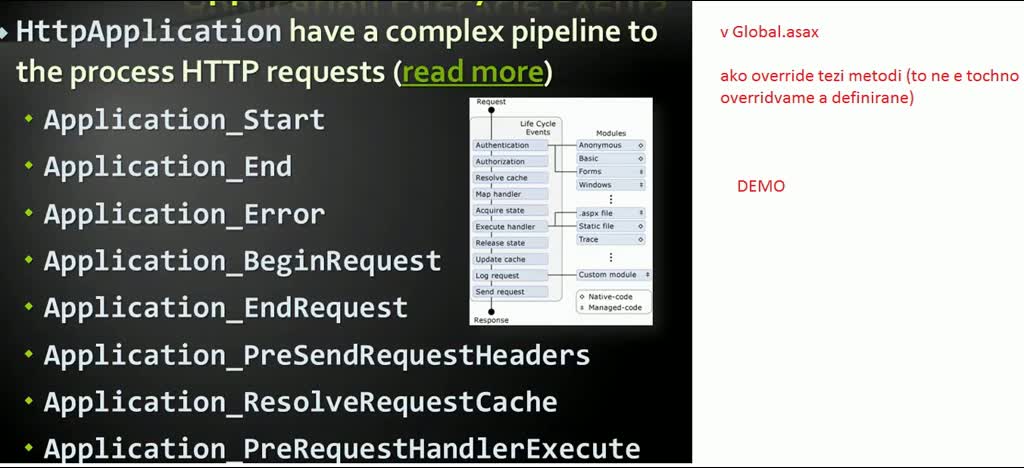 HttpApplication have a complex pipeline to
the process HTTP requests (read more)
Application_Start
Application_End
Application_Error
Application_BeginRequest
Application_EndRequest
Application_PreSendRequestHeaders
Application_ResolveRequestCache
Application_PreRequestHandlerExecute
Request
Life Cycle
Events
Authentication
Authorization
Resolve cache
Map handler
Acquire state
Execute handler
Release state
Update cache
Log request
Send request
Response
Modules
Anonymous
Basic
Forms
Windows
.aspx file
Static file
Trace
Custom module
Native-code
Managed-code
v Global.asax
ako override tezi metodi (to ne e tochno
overridvame a definirane)
DEMO